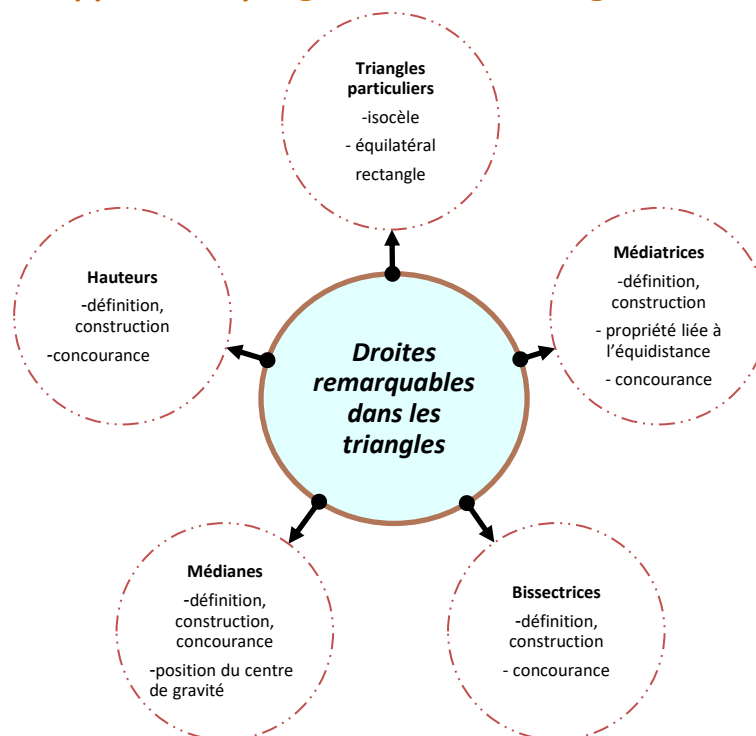 Triangles
particuliers
-isocèle
- équilatéral
rectangle
Médiatrices
-définition,
construction
- propriété liée à
l'équidistance
- concourance
Hauteurs
-définition,
construction
-concourance
Droites
remarquables
dans les
triangles
Médianes
-définition,
construction,
concourance
-position du centre
de gravité
Bissectrices
-définition,
construction
- concourance